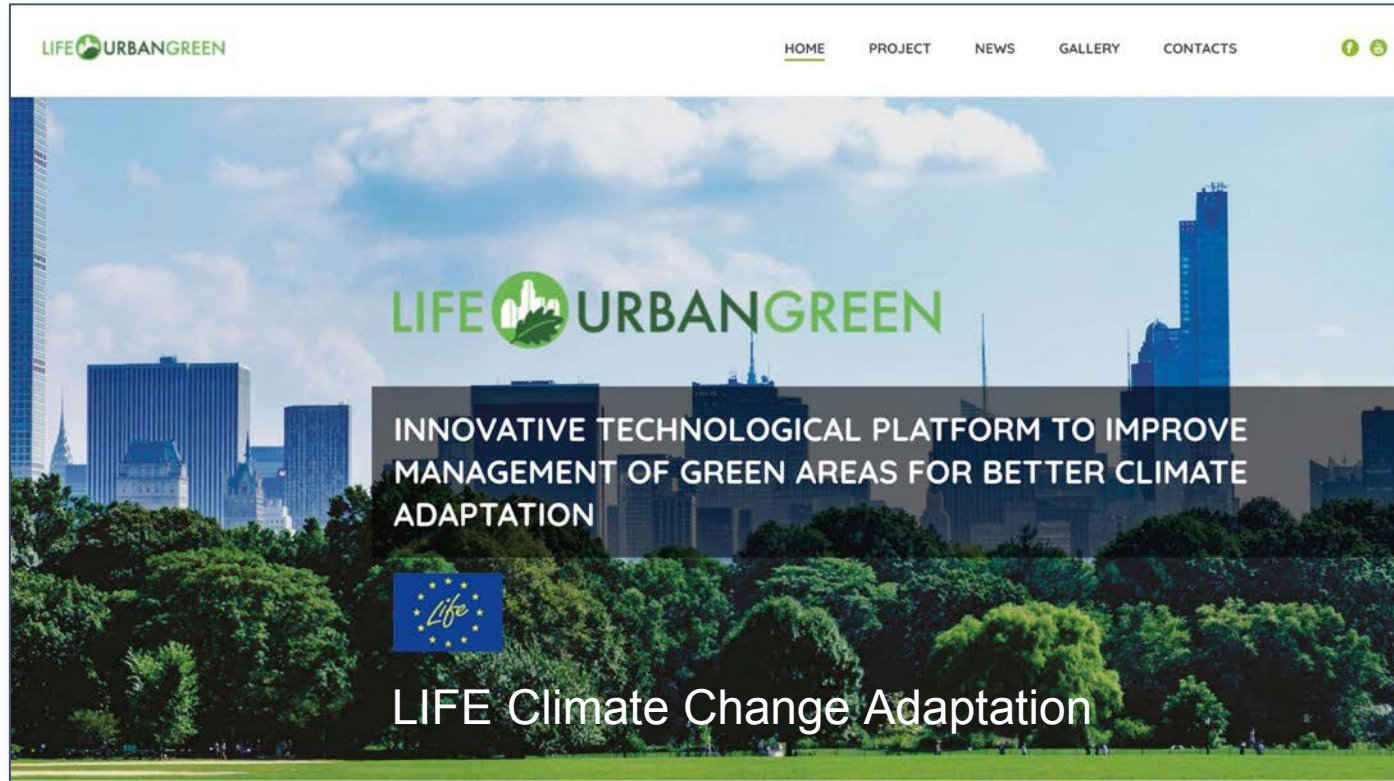 LIFE URBANGREEN
HOME PROJECT NEWS GALLERY CONTACTS
LIFE URBANGREEN
INNOVATIVE TECHNOLOGICAL PLATFORM TO IMPROVE
MANAGEMENT OF GREEN AREAS FOR BETTER CLIMATE
ADAPTATION
Life
LIFE Climate Change Adaptation